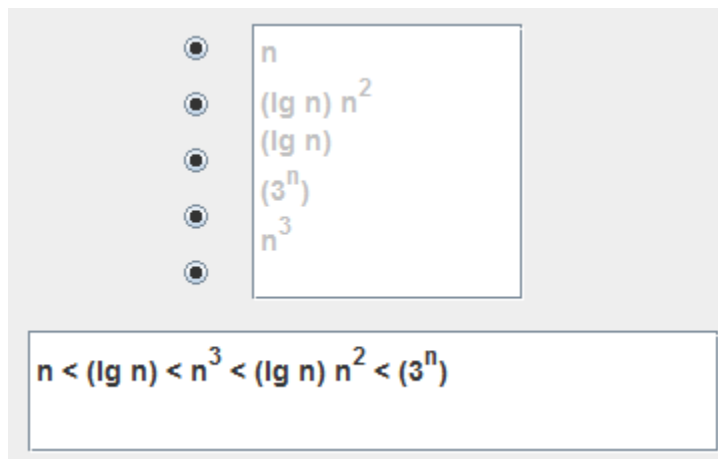 n
(lg n) n²
(lg n)
(3ⁿ)
n³
n < (lg n) < n³ < (lg n) n² < (3ⁿ)